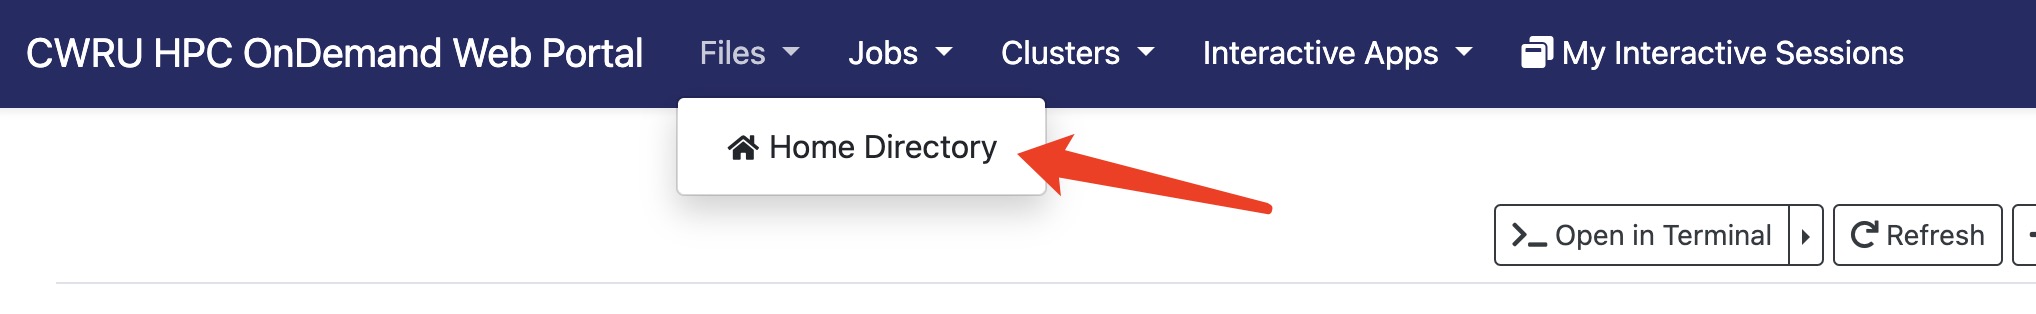 CWRU HPC OnDemand Web Portal Files Jobs Clusters Interactive Apps My Interactive Sessions
Home Directory
Open in Terminal Refresh